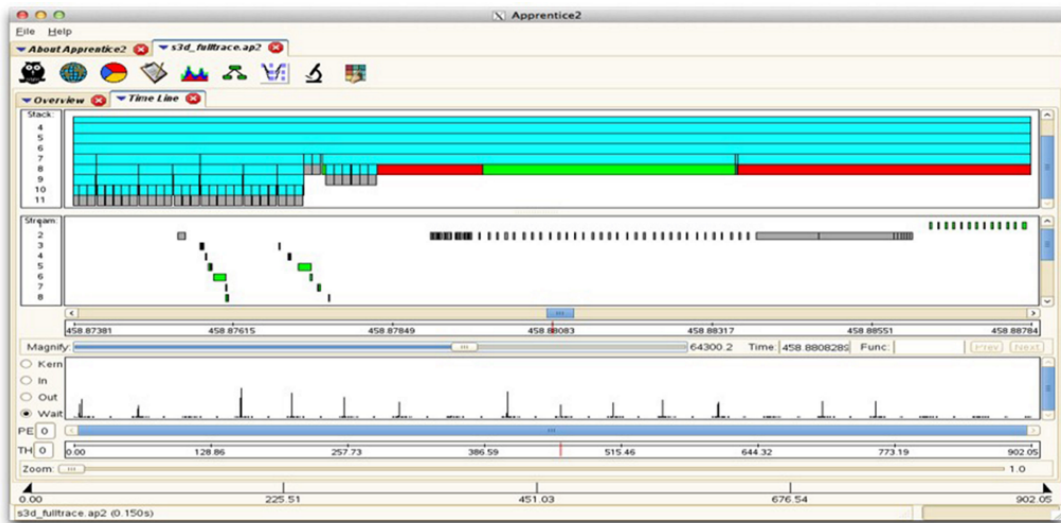 Apprentice2
File Help
About Apprentice2 s3d_fulltrace.ap2
Overview Time Line
Stack:
4
5
6
7
8
9
10
11
Stream:
1
2
3
4
5
6
7
8
458.87381 458.87615 458.87849 458.88083 458.88317 458.88551 458.88784
Magnify: 64300.2 Time: 458.8808289 Func: Prev Next
Kern
In
Out
Wait
PE 0
TH 0 0.00 128.86 257.73 386.59 515.46 644.32 773.19 902.05
Zoom: 1.0
0.00 225.51 451.03 676.54 902.05
s3d_fulltrace.ap2 (0.150s)